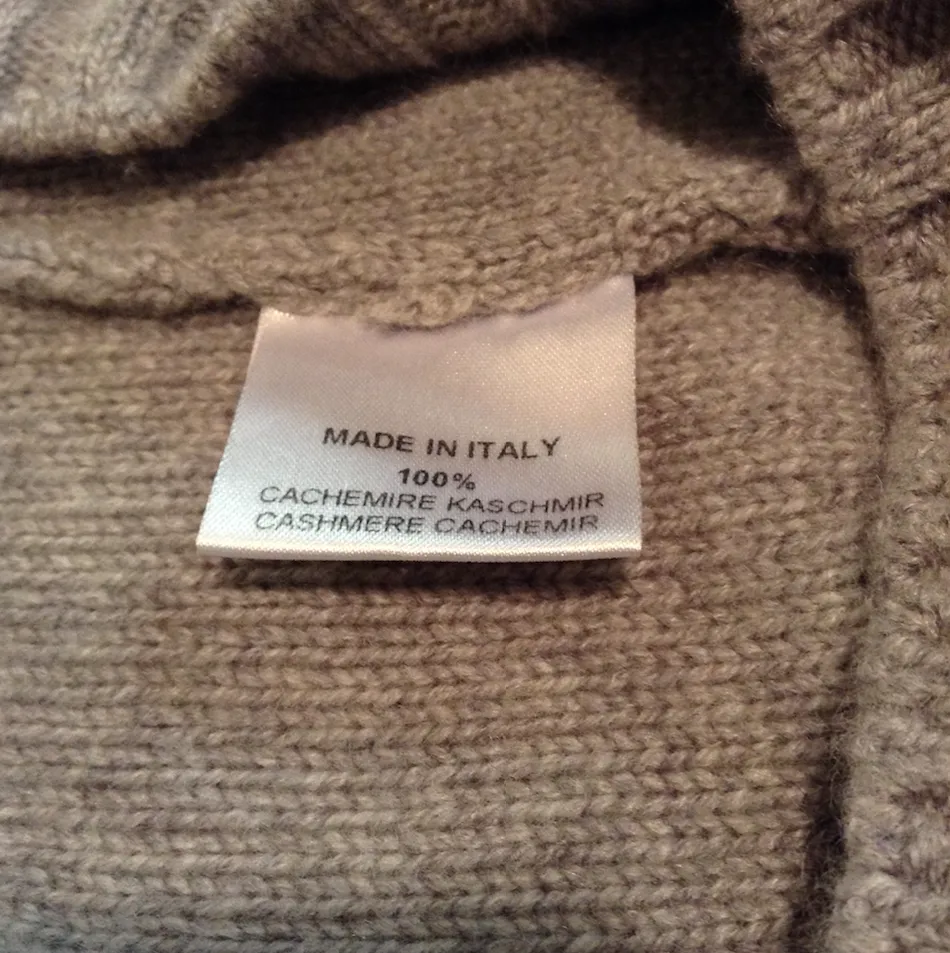 MADE IN ITALY
100%
CACHEMIRE KASCHMIR
CASHMERE CACHEMIR